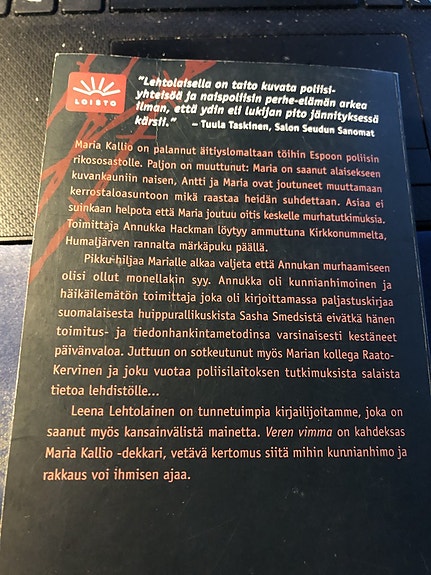 LOISTO
"Lehtolaisella on taito kuvata poliisi-
yhteisöä ja naispoliisin perhe-elämän arkea
ilman, että ydin eli lukijan pito jännityksessä
kärsii." – Tuula Taskinen, Salon Seudun Sanomat
Maria Kallio on palannut äitiyslomaltaan töihin Espoon poliisin
rikososastolle. Paljon on muuttunut: Maria on saanut alaisekseen
kuvankauniin naisen, Antti ja Maria ovat joutuneet muuttamaan
kerrostaloasuntoon mikä raastaa heidän suhdettaan. Asiaa ei
suinkaan helpota että Maria joutuu oitis keskelle murhatutkimuksia.
Toimittaja Annukka Hackman löytyy ammuttuna Kirkkonummelta,
Humaljärven rannalta märkäpuku päällä.
Pikku hiljaa Marialle alkaa valjeta että Annukan murhaamiseen
olisi ollut monellakin syy. Annukka oli kunnianhimoinen ja
häikäilemätön toimittaja joka oli kirjoittamassa paljastuskirjaa
suomalaisesta huippurallikuskista Sasha Smedsistä eivätkä hänen
toimitus- ja tiedonhankintametodinsa varsinaisesti kestäneet
päivänvaloa. Juttuun on sotkeutunut myös Marian kollega Raato-
Kervinen ja joku vuotaa poliisilaitoksen tutkimuksista salaista
tietoa lehdistölle...
Leena Lehtolainen on tunnetuimpia kirjailijoitamme, joka on
saanut myös kansainvälistä mainetta. Veren vimma on kahdeksas
Maria Kallio -dekkari, vetävä kertomus siitä mihin kunnianhimo ja
rakkaus voi ihmisen ajaa.